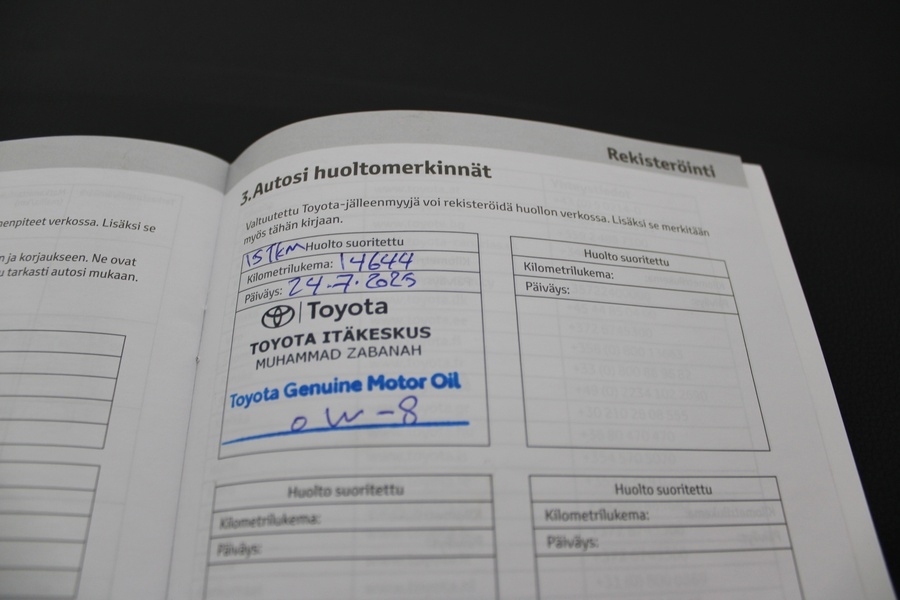 nenpiteet verkossa. Lisäksi se
n ja korjaukseen. Ne ovat
u tarkasti autosi mukaan.
Rekisteröinti
3. Autosi huoltomerkinnät
Valtuutettu Toyota-jälleenmyyjä voi rekisteröidä huollon verkossa. Lisäksi se merkitään
myös tähän kirjaan.
15TKM Huolto suoritettu
Kilometrilukema: 14644
Päiväys: 24.7.2025
Toyota
TOYOTA ITÄKESKUS
MUHAMMAD ZABANAH
Toyota Genuine Motor Oil
0W-8
Huolto suoritettu
Kilometrilukema:
Päiväys:
Huolto suoritettu
Kilometrilukema:
Päiväys:
Huolto suoritettu
Kilometrilukema:
Päiväys: